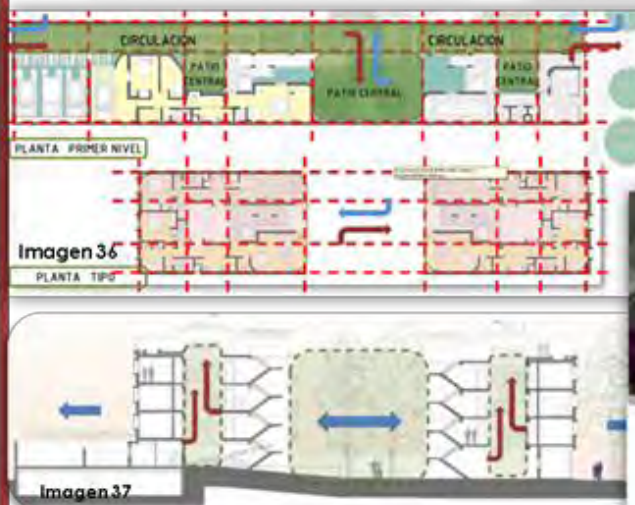 CIRCULACION
CIRCULACION
PATIO
CENTRAL
PATIO CENTRAL
PATIO
CENTRAL
PLANTA PRIMER NIVEL
Imagen 36
PLANTA TIPO
Imagen 37